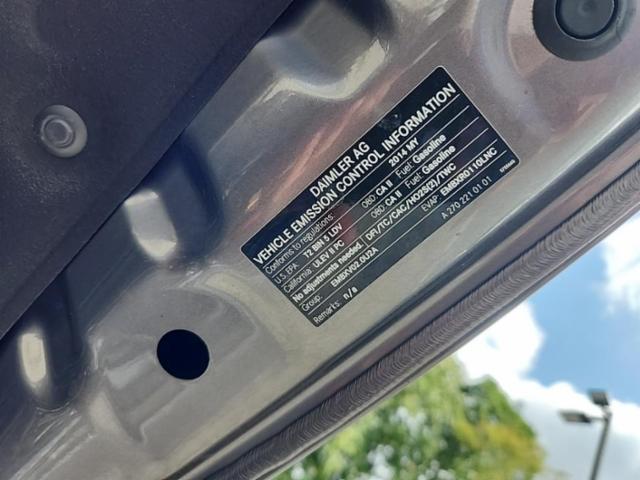 DAIMLER AG
VEHICLE EMISSION CONTROL INFORMATION
Conforms to regulations: 2014 MY
U.S. EPA: T2 BIN 5 LDV OBD: CA II Fuel: Gasoline
California: ULEV II PC OBD: CA II Fuel: Gasoline
No adjustments needed. DFI/TC/CAC/HO2S(2)/TWC
Group: EMBXV02.0U2A EVAP: EMBXR0110LNC
Remarks: n/a A 270 221 01 01